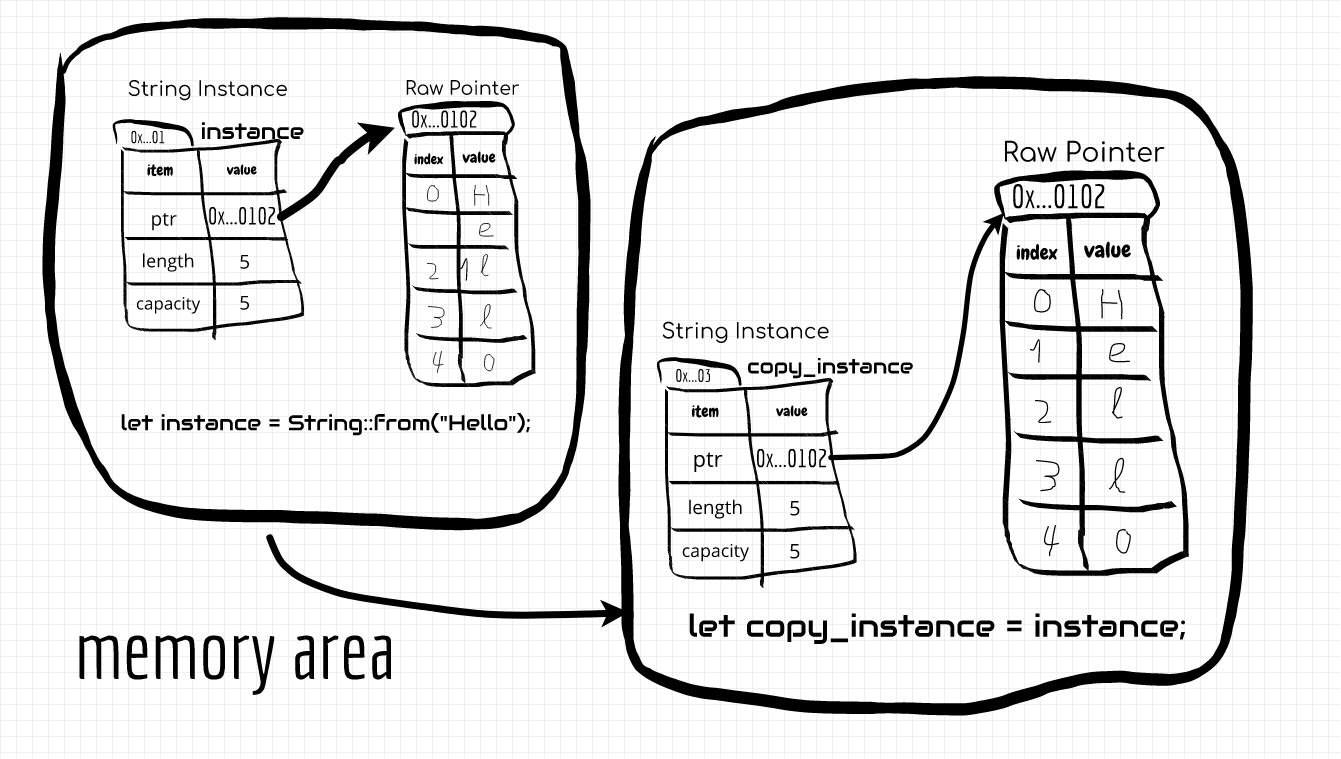 String Instance
0x...01 instance
item value
ptr 0x...0102
length 5
capacity 5
Raw Pointer
0x...0102
index value
0 H
e
2 1 l
3 l
4 o
let instance = String::from("Hello");
memory area
String Instance
0x...03 copy_instance
item value
ptr 0x...0102
length 5
capacity 5
Raw Pointer
0x...0102
index value
0 H
1 e
2 l
3 l
4 o
let copy_instance = instance;